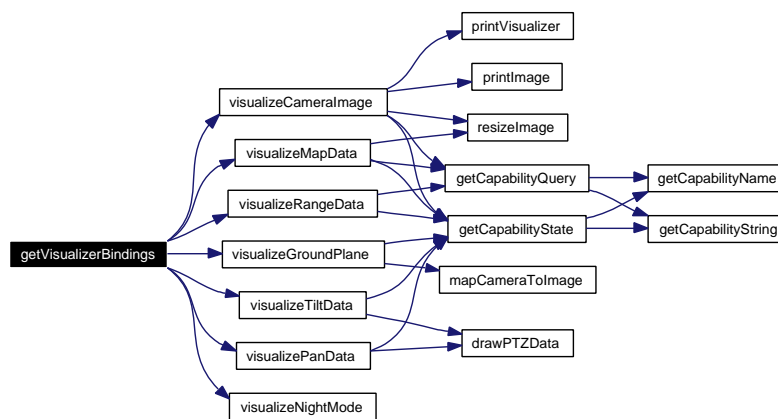 printVisualizer
printImage
visualizeCameraImage
resizeImage
visualizeMapData
getCapabilityQuery
getCapabilityName
visualizeRangeData
getCapabilityState
getCapabilityString
getVisualizerBindings
visualizeGroundPlane
mapCameraToImage
visualizeTiltData
drawPTZData
visualizePanData
visualizeNightMode